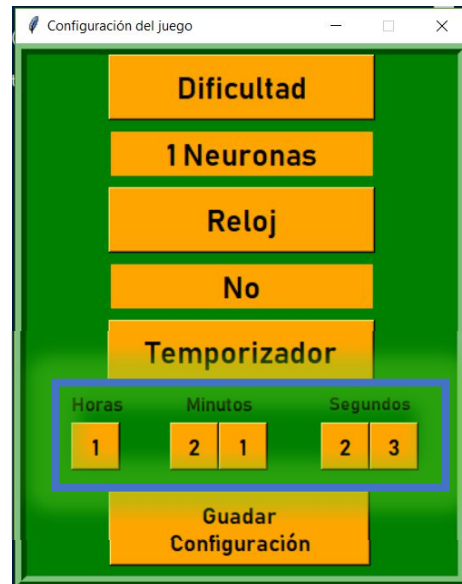 Configuración del juego
Dificultad
1 Neuronas
Reloj
No
Temporizador
Horas Minutos Segundos
1 2 1 2 3
Guadar
Configuración